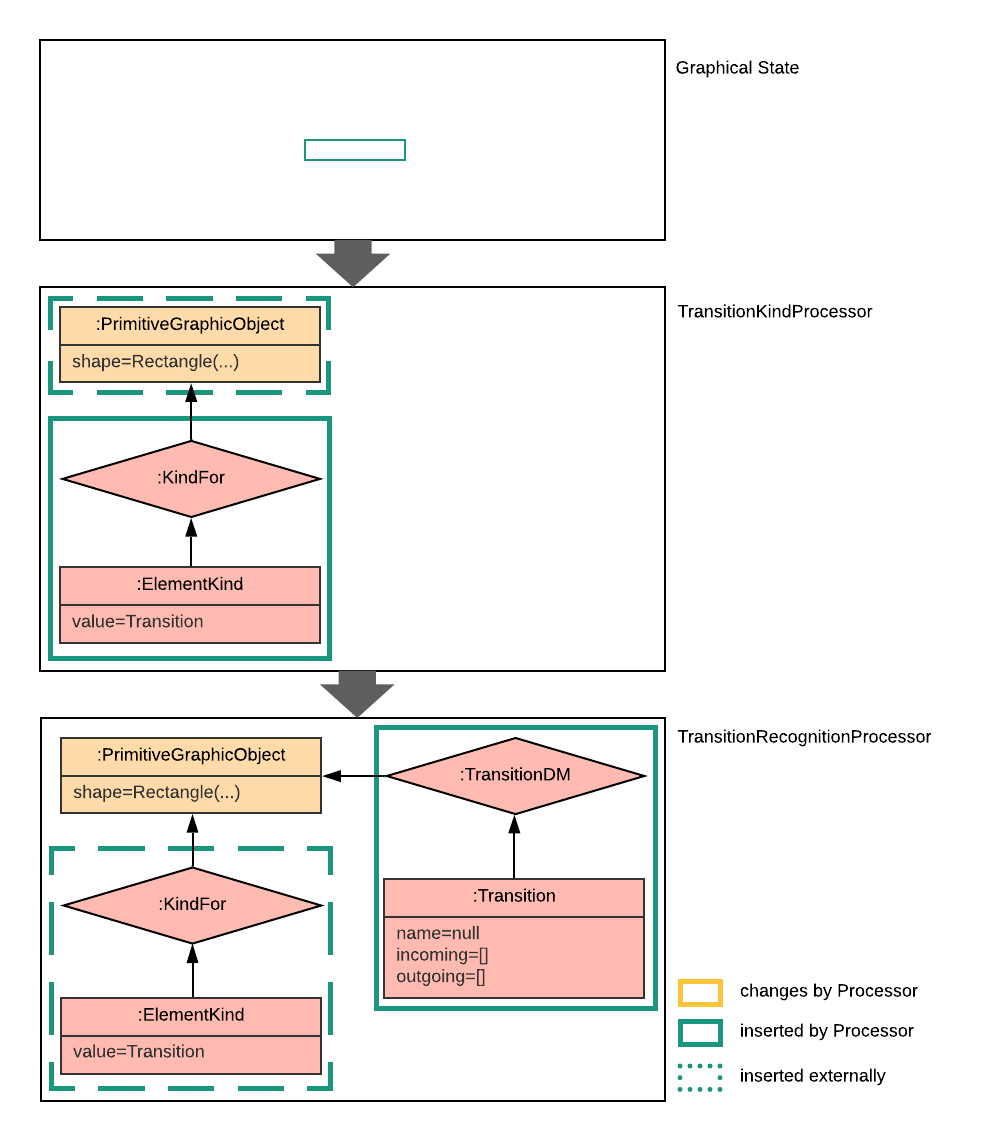 Graphical State
TransitionKindProcessor
:PrimitiveGraphicObject
shape=Rectangle(...)
:KindFor
:ElementKind
value=Transition
TransitionRecognitionProcessor
:PrimitiveGraphicObject
shape=Rectangle(...)
:TransitionDM
:KindFor
:Transition
name=null
incoming=[]
outgoing=[]
:ElementKind
value=Transition
changes by Processor
inserted by Processor
inserted externally